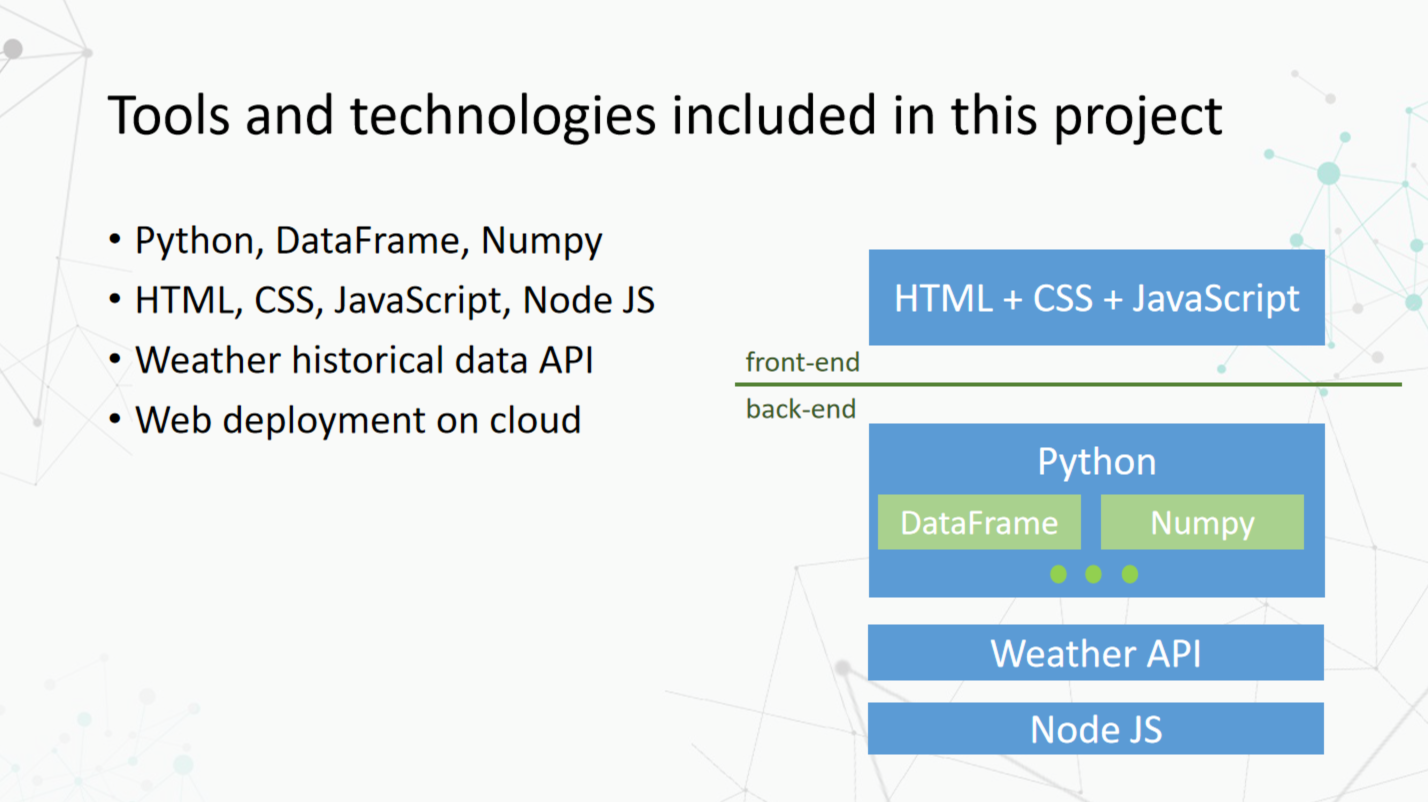 Tools and technologies included in this project
• Python, DataFrame, Numpy
• HTML, CSS, JavaScript, Node JS
• Weather historical data API
• Web deployment on cloud
HTML + CSS + JavaScript
front-end
back-end
Python
DataFrame
Numpy
Weather API
Node JS